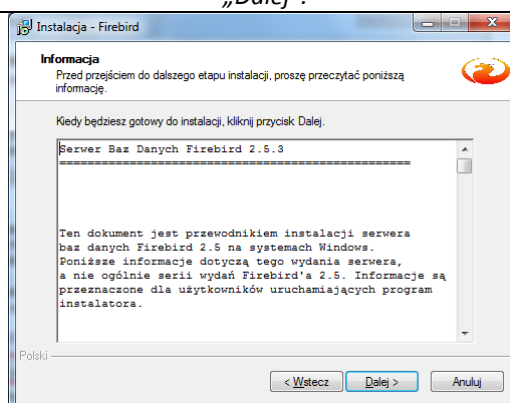 „Dalej”.
Instalacja - Firebird
Informacja
Przed przejściem do dalszego etapu instalacji, proszę przeczytać poniższą
informację.
Kiedy będziesz gotowy do instalacji, kliknij przycisk Dalej.
Serwer Baz Danych Firebird 2.5.3
====================================================
Ten dokument jest przewodnikiem instalacji serwera
baz danych Firebird 2.5 na systemach Windows.
Poniższe informacje dotyczą tego wydania serwera,
a nie ogólnie serii wydań Firebird'a 2.5. Informacje są
przeznaczone dla użytkowników uruchamiających program
instalatora.
Polski
< Wstecz Dalej > Anuluj